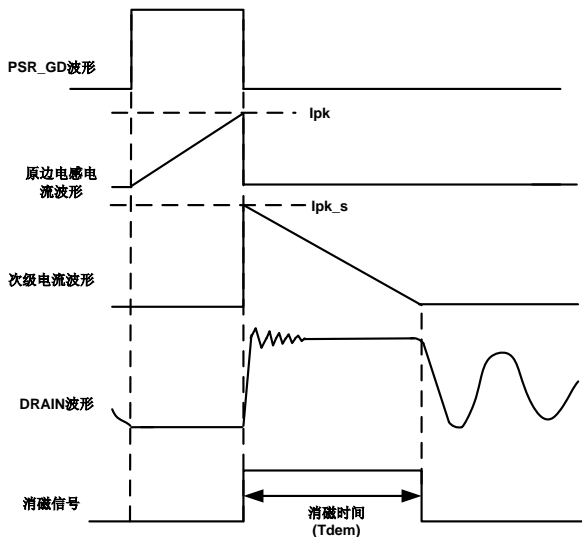 PSR_GD波形
Ipk
原边电感电
流波形
Ipk_s
次级电流波形
DRAIN波形
消磁信号
消磁时间
(Tdem)